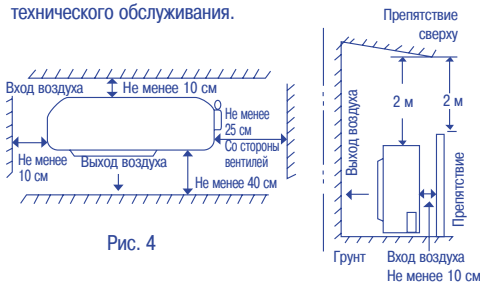 технического обслуживания.
Вход воздуха
Не менее 10 см
Не менее
25 см
Со стороны
вентилей
Не менее
10 см
Выход воздуха
Не менее 40 см
Рис. 4
Препятствие
сверху
2 м
2 м
Выход воздуха
Препятствие
Грунт
Вход воздуха
Не менее 10 см